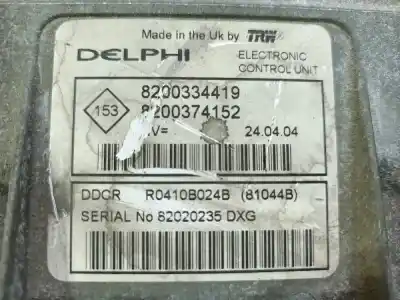 Made in the Uk by TRW
DELPHI
ELECTRONIC
CONTROL UNIT
8200334419
153
8200374152
V=
24.04.04
DDCR R0410B024B (81044B)
SERIAL No 82020235 DXG